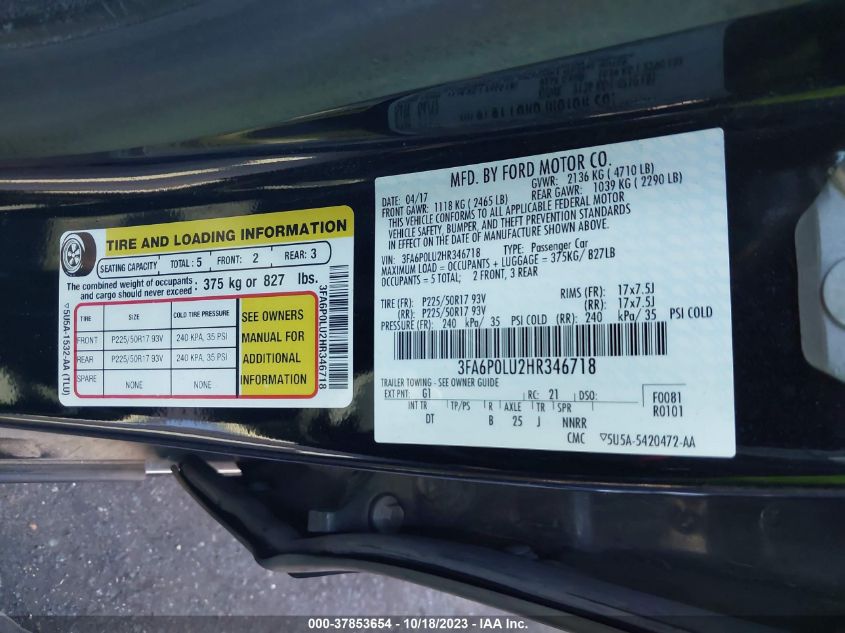 TIRE AND LOADING INFORMATION
SEATING CAPACITY TOTAL : 5 FRONT: 2 REAR: 3
The combined weight of occupants and cargo should never exceed : 375 kg or 827 lbs.
TIRE SIZE COLD TIRE PRESSURE
FRONT P225/50R17 93V 240 KPA, 35 PSI
REAR P225/50R17 93V 240 KPA, 35 PSI
SPARE NONE NONE
SEE OWNERS
MANUAL FOR
ADDITIONAL
INFORMATION
5U5A-1532-AA (TLU)
3FA6P0LU2HR346718
MFD. BY FORD MOTOR CO.
DATE: 04/17 GVWR: 2136 KG ( 4710 LB)
FRONT GAWR: 1118 KG ( 2465 LB) REAR GAWR: 1039 KG ( 2290 LB)
THIS VEHICLE CONFORMS TO ALL APPLICABLE FEDERAL MOTOR
VEHICLE SAFETY, BUMPER, AND THEFT PREVENTION STANDARDS
IN EFFECT ON THE DATE OF MANUFACTURE SHOWN ABOVE.
VIN: 3FA6P0LU2HR346718 TYPE: Passenger Car
MAXIMUM LOAD = OCCUPANTS + LUGGAGE = 375KG/ 827LB
OCCUPANTS = 5 TOTAL; 2 FRONT, 3 REAR
TIRE (FR): P225/50R17 93V RIMS (FR): 17x7.5J
(RR): P225/50R17 93V (RR): 17x7.5J
PRESSURE (FR): 240 kPa/ 35 PSI COLD (RR): 240 kPa/ 35 PSI COLD
3FA6P0LU2HR346718
TRAILER TOWING - SEE OWNER GUIDE
EXT PNT: G1 RC: 21 DSO: F0081
INT TR TP/PS R AXLE TR SPR R0101
DT B 25 J NNRR
CMC 5U5A-5420472-AA
000-37853654 - 10/18/2023 - IAA Inc.